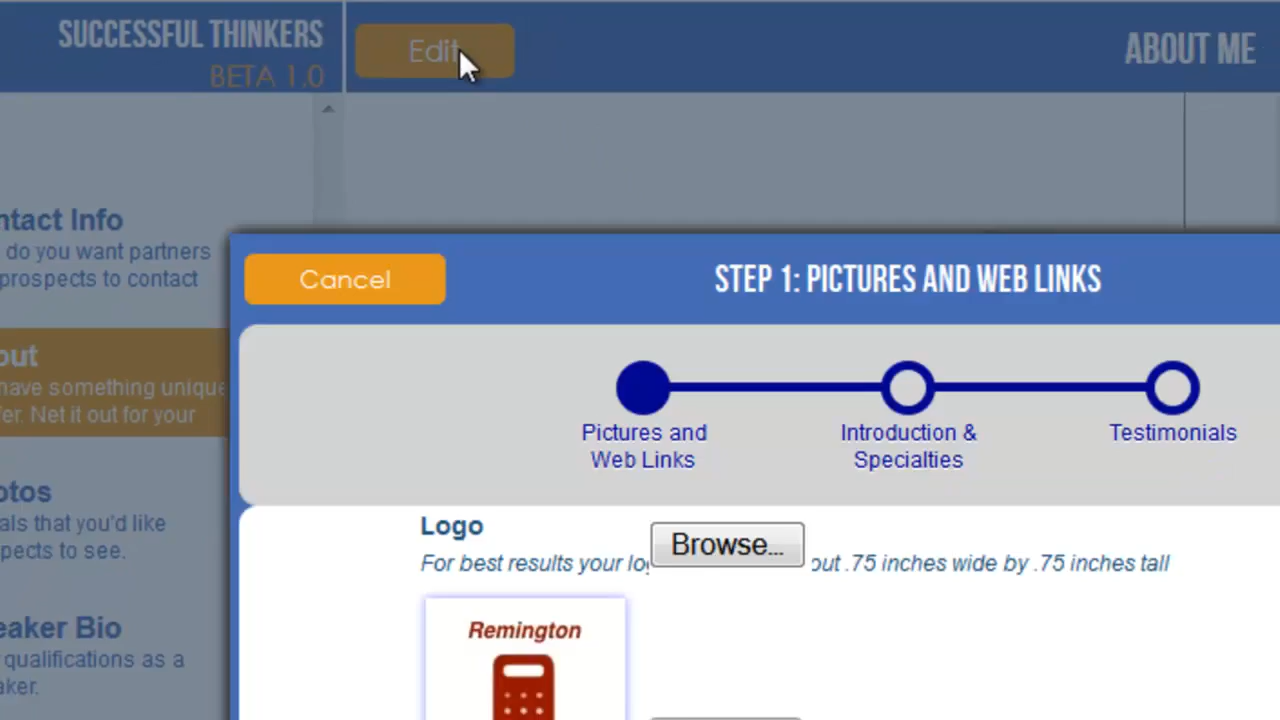 SUCCESSFUL THINKERS
BETA 1.0
Edit
ABOUT ME
ntact Info
do you want partners
prospects to contact
out
have something unique
fer. Net it out for your
otos
als that you'd like
pects to see.
eaker Bio
qualifications as a
aker.
Cancel
STEP 1: PICTURES AND WEB LINKS
Pictures and
Web Links
Introduction &
Specialties
Testimonials
Logo
Browse...
For best results your lo out .75 inches wide by .75 inches tall
Remington